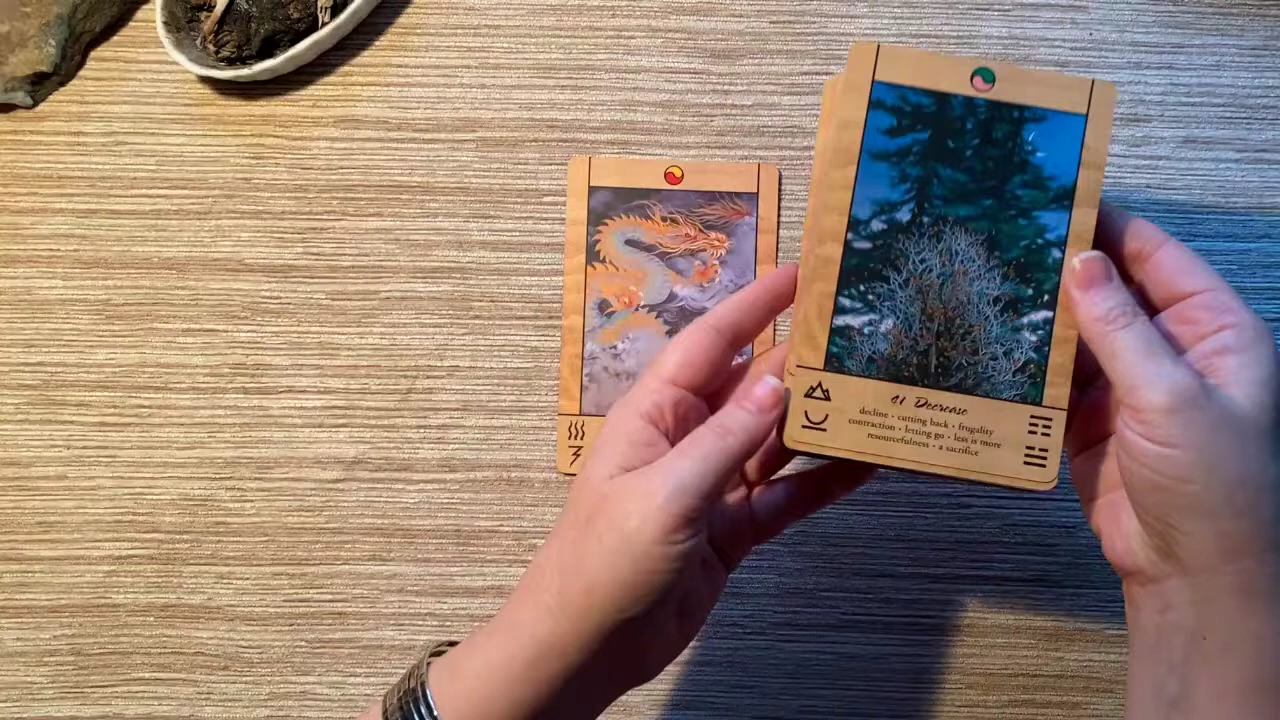 41 Decrease
decline • cutting back • frugality
contraction • letting go • less is more
resourcefulness • a sacrifice